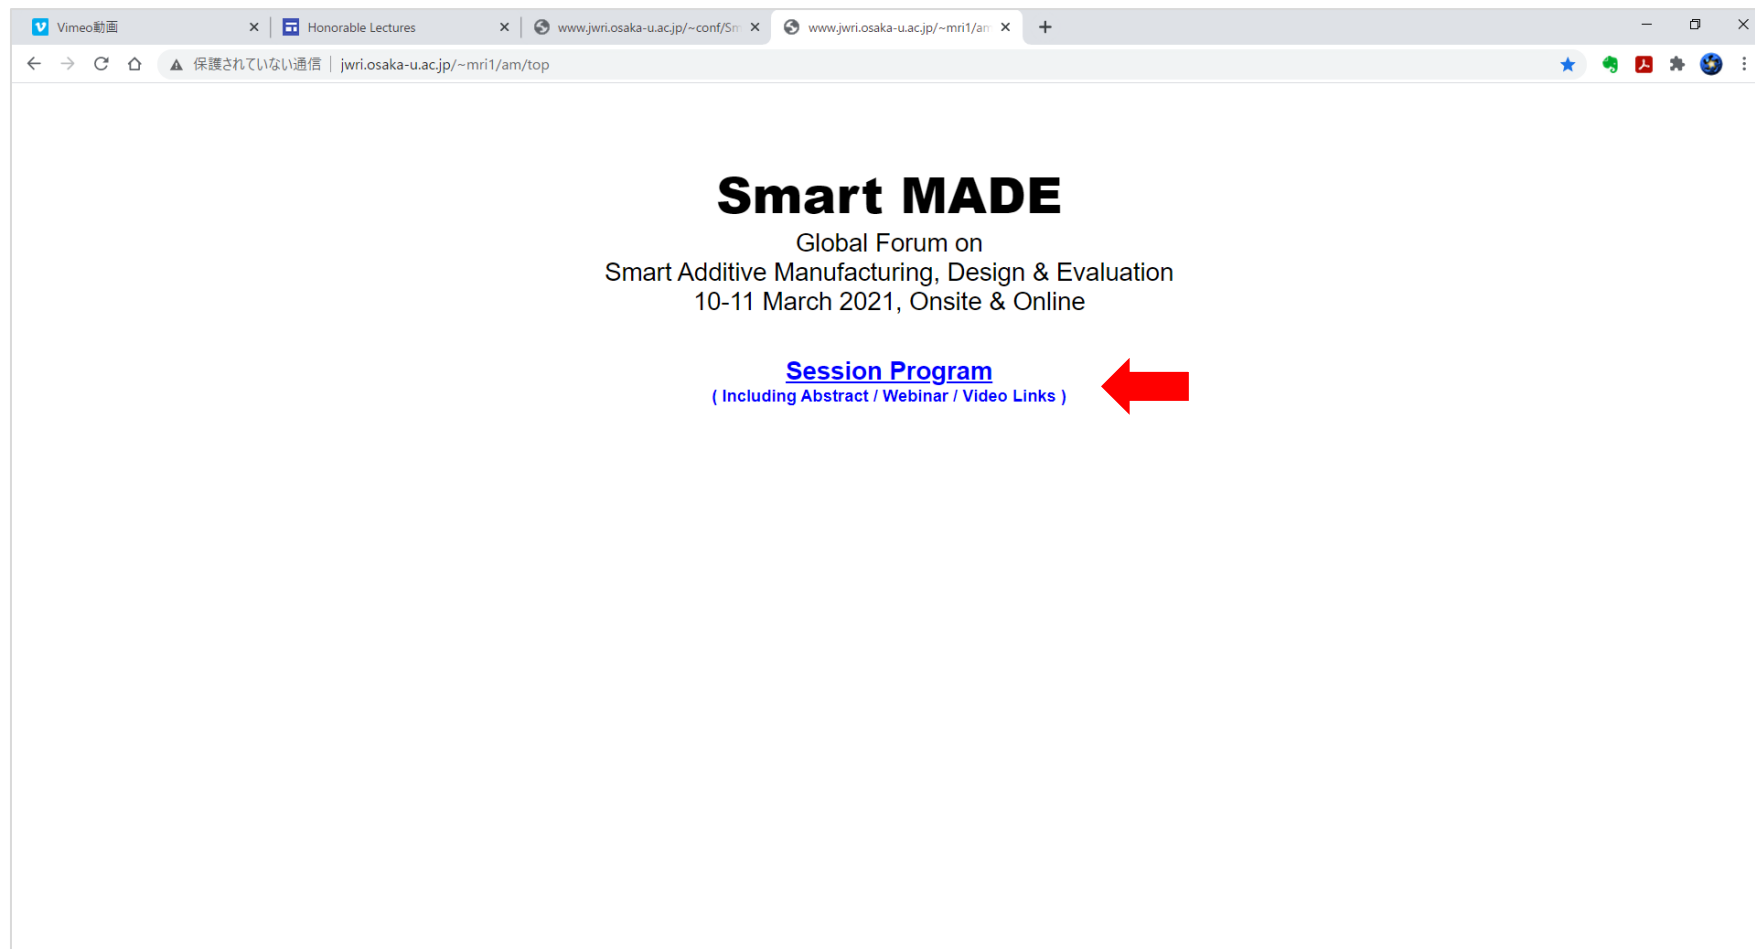 Vimeo動画
Honorable Lectures
www.jwri.osaka-u.ac.jp/~conf/Sm
www.jwri.osaka-u.ac.jp/~mri1/am
保護されていない通信 | jwri.osaka-u.ac.jp/~mri1/am/top
Smart MADE
Global Forum on
Smart Additive Manufacturing, Design & Evaluation
10-11 March 2021, Onsite & Online
Session Program
( Including Abstract / Webinar / Video Links )